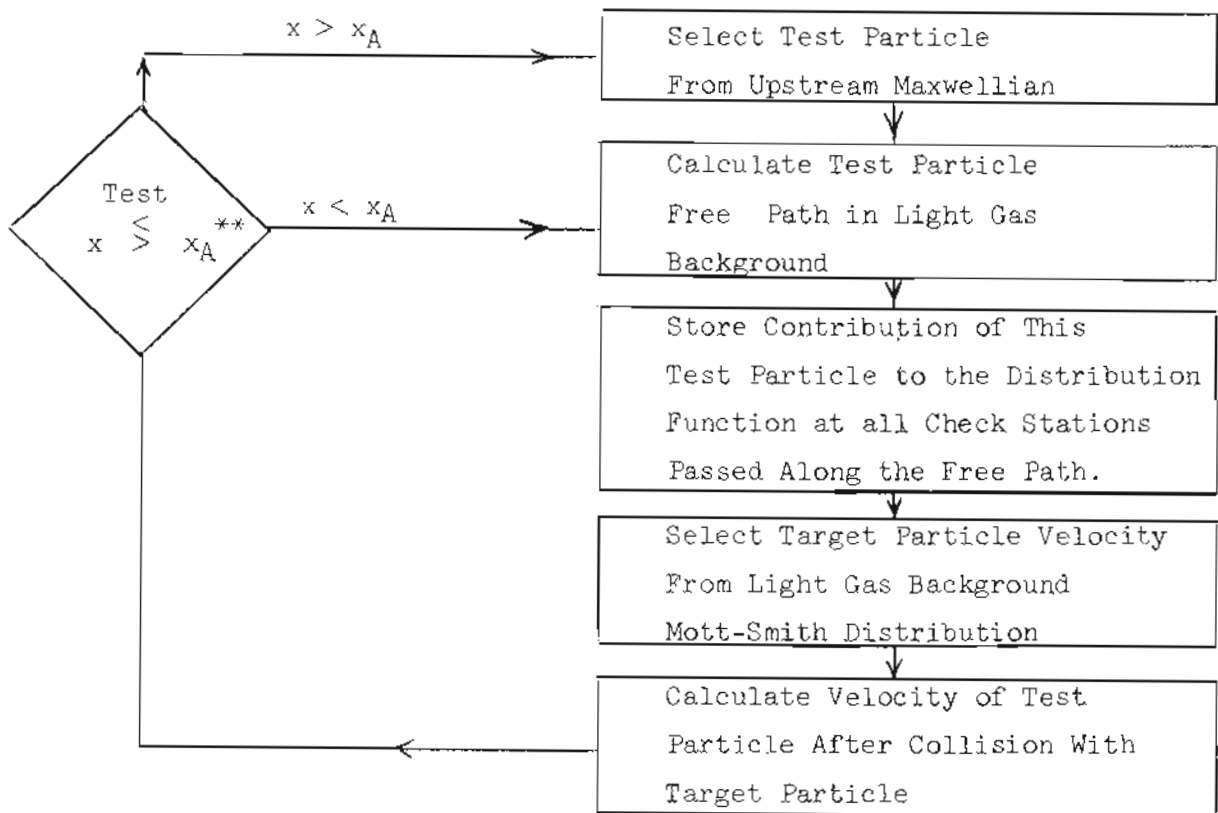 x > x_A
Select Test Particle
From Upstream Maxwellian
Calculate Test Particle
Free Path in Light Gas
Background
Test
≤
x > x_A**
x < x_A
Store Contribution of This
Test Particle to the Distribution
Function at all Check Stations
Passed Along the Free Path.
Select Target Particle Velocity
From Light Gas Background
Mott-Smith Distribution
Calculate Velocity of Test
Particle After Collision With
Target Particle